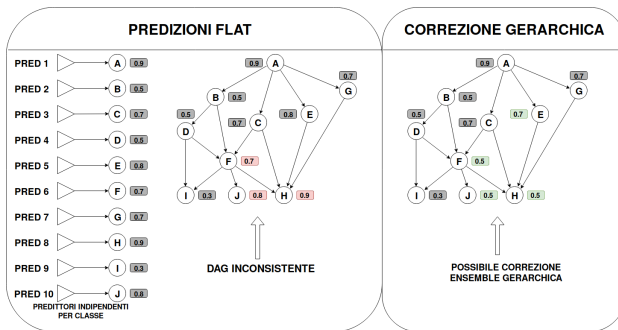 PREDIZIONI FLAT
CORREZIONE GERARCHICA
PRED 1 A 0.9
PRED 2 B 0.5
PRED 3 C 0.7
PRED 4 D 0.5
PRED 5 E 0.8
PRED 6 F 0.7
PRED 7 G 0.7
PRED 8 H 0.9
PRED 9 I 0.3
PRED 10 J 0.8
PREDITTORI INDIPENDENTI
PER CLASSE
0.9 A
0.7
G
B 0.5
0.5
D
0.7 C
0.8 E
F 0.7
I 0.3
J 0.8
H 0.9
DAG INCONSISTENTE
0.9 A
0.7
G
B 0.5
0.5
D
0.7 C
0.7 E
F 0.5
I 0.3
J 0.5
H 0.5
POSSIBILE CORREZIONE
ENSEMBLE GERARCHICA